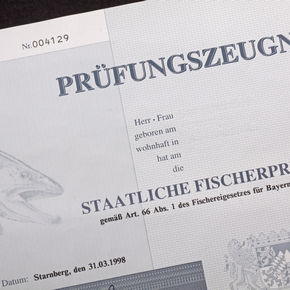 Nr. 004129
PRÜFUNGSZEUGN
Herr · Frau
geboren am
wohnhaft in
hat am
die
STAATLICHE FISCHERPR
gemäß Art. 66 Abs. 1 des Fischereigesetzes für Bayern
Datum: Starnberg, den 31.03.1998